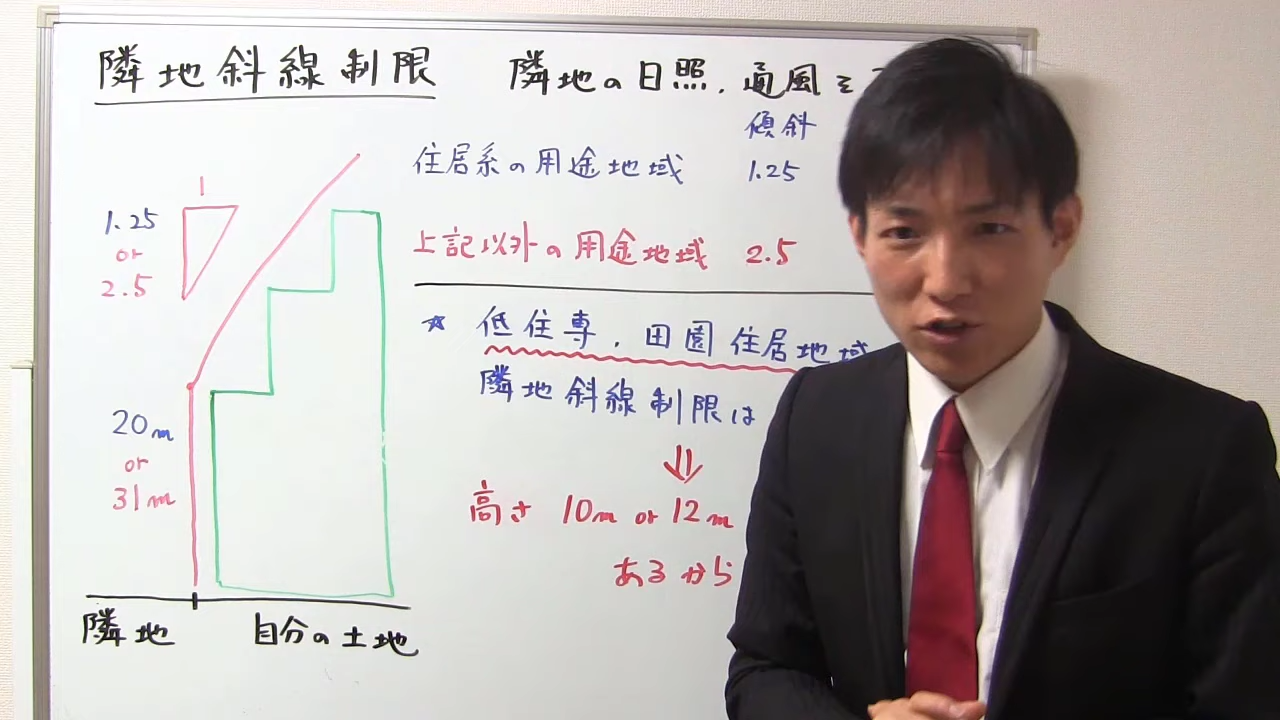 隣地斜線制限
隣地の日照、通風を
傾斜
住居系の用途地域 1.25
上記以外の用途地域 2.5
1
1.25
or
2.5
☆ 低住専、田園住居地域
隣地斜線制限は
⇓
高さ 10m or 12m
あるから
20m
or
31m
隣地
自分の土地